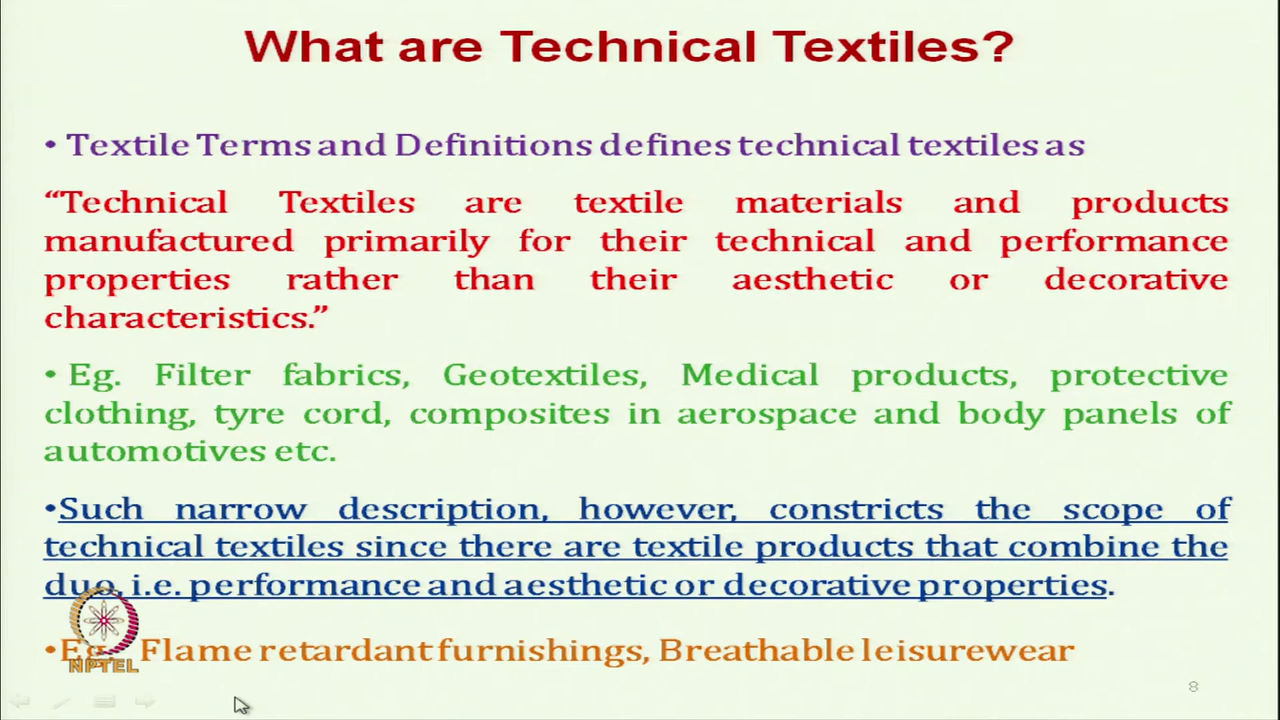 What are Technical Textiles?
• Textile Terms and Definitions defines technical textiles as
“Technical Textiles are textile materials and products
manufactured primarily for their technical and performance
properties rather than their aesthetic or decorative
characteristics.”
• Eg. Filter fabrics, Geotextiles, Medical products, protective
clothing, tyre cord, composites in aerospace and body panels of
automotives etc.
•Such narrow description, however, constricts the scope of
technical textiles since there are textile products that combine the
duo, i.e. performance and aesthetic or decorative properties.
•Eg. Flame retardant furnishings, Breathable leisurewear
NPTEL
8